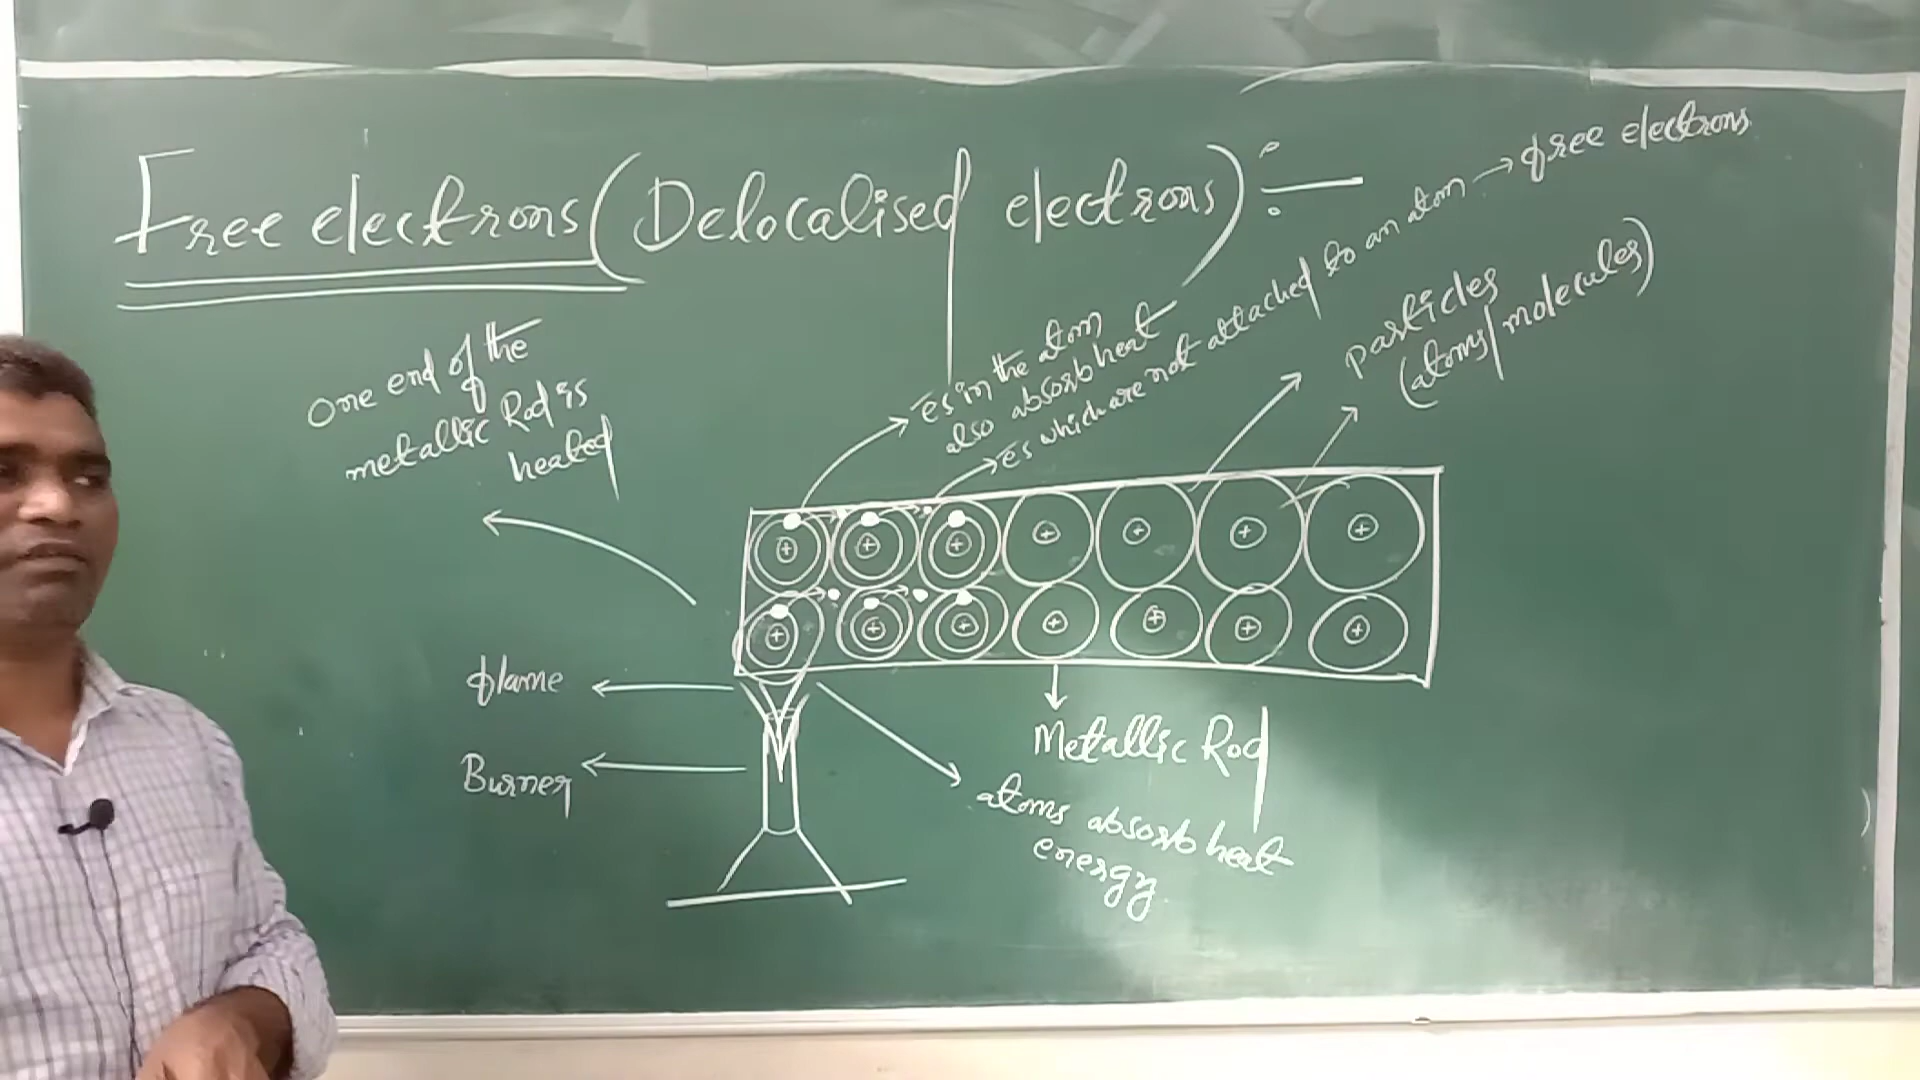 Free electrons (Delocalised electrons) :-
one end of the
metallic Rod is
heated
ēs in the atom
also absorb heat
ēs which are not attached to an atom → free electrons
particles
(atoms/molecules)
+ + + + + + +
+ + + + + + +
flame
Burner
Metallic Rod
atoms absorb heat
energy.